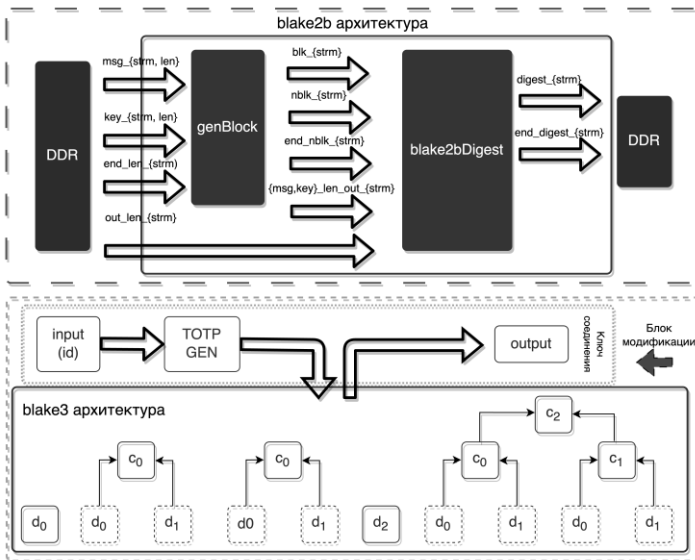 blake2b архитектура
msg_{strm, len}
key_{strm, len}
end_len_{strm)
out_len_{strm}
DDR
genBlock
blk_{strm}
nblk_{strm}
end_nblk_{strm}
{msg,key}_len_out_{strm}
blake2bDigest
digest_{strm}
end_digest_{strm}
DDR
input
(id)
TOTP
GEN
output
Ключ
соединения
Блок
модификации
blake3 архитектура
c2
c0
c0
c0
c1
d0
d0
d1
d0
d1
d2
d0
d1
d0
d1